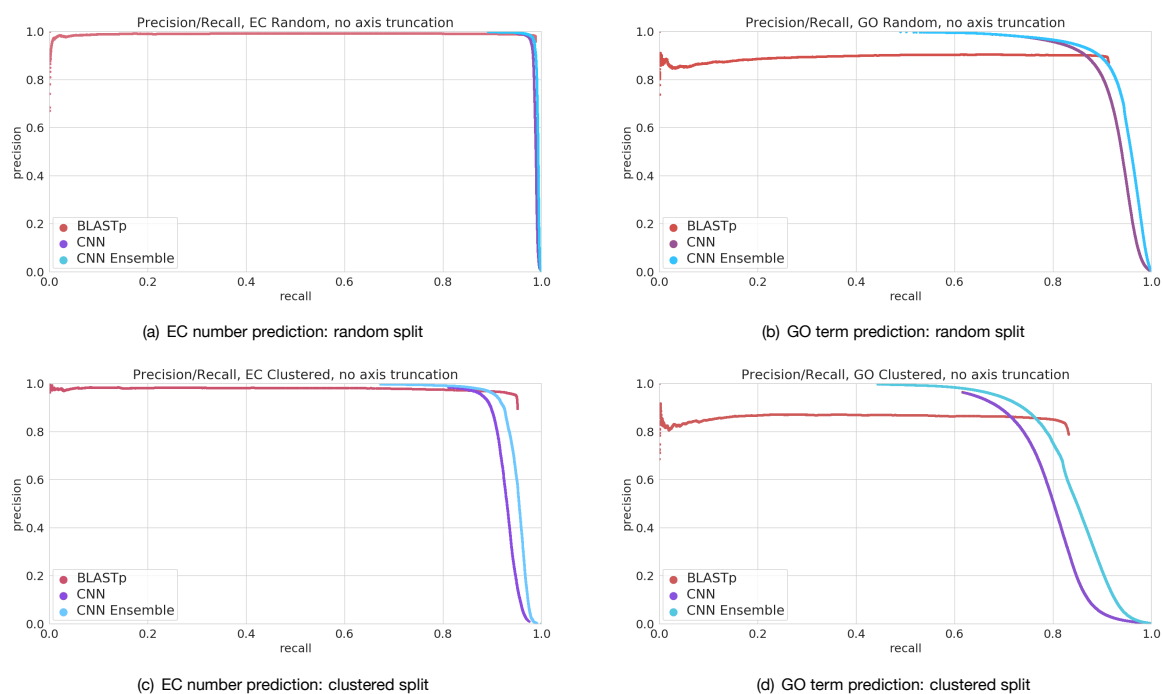 Precision/Recall, EC Random, no axis truncation
1.0
0.8
0.6
0.4
0.2
0.0
precision
BLASTp
CNN
CNN Ensemble
0.0 0.2 0.4 0.6 0.8 1.0
recall
(a) EC number prediction: random split
Precision/Recall, GO Random, no axis truncation
1.0
0.8
0.6
0.4
0.2
0.0
precision
BLASTp
CNN
CNN Ensemble
0.0 0.2 0.4 0.6 0.8 1.0
recall
(b) GO term prediction: random split
Precision/Recall, EC Clustered, no axis truncation
1.0
0.8
0.6
0.4
0.2
0.0
precision
BLASTp
CNN
CNN Ensemble
0.0 0.2 0.4 0.6 0.8 1.0
recall
(c) EC number prediction: clustered split
Precision/Recall, GO Clustered, no axis truncation
1.0
0.8
0.6
0.4
0.2
0.0
precision
BLASTp
CNN
CNN Ensemble
0.0 0.2 0.4 0.6 0.8 1.0
recall
(d) GO term prediction: clustered split